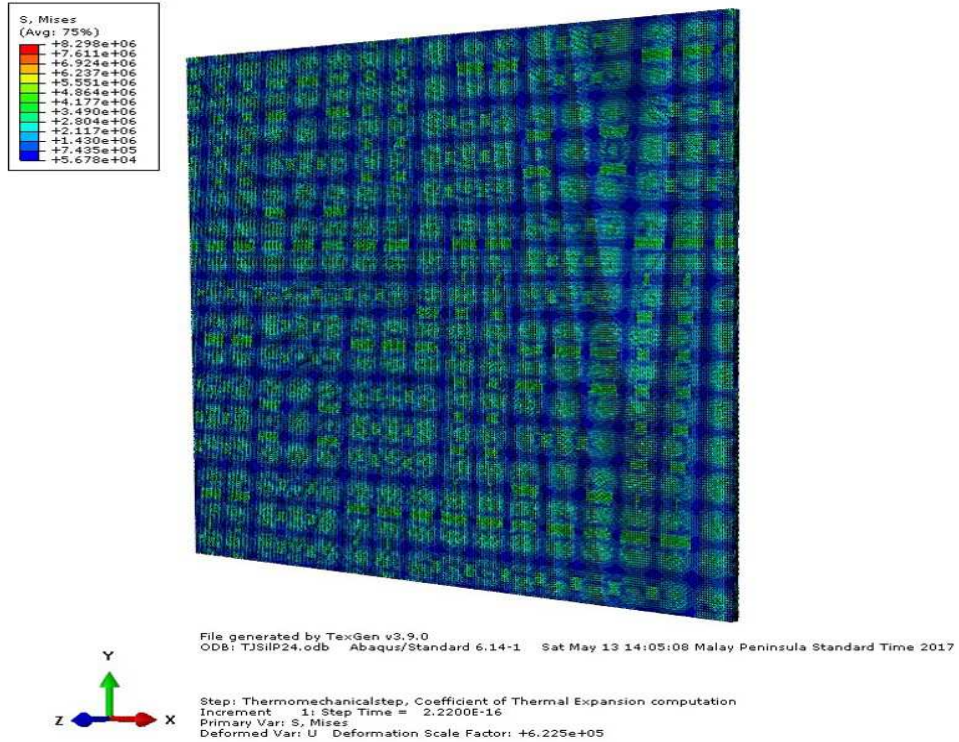 S, Mises
(Avg: 75%)
+8.298e+06
+7.611e+06
+6.924e+06
+6.237e+06
+5.551e+06
+4.864e+06
+4.177e+06
+3.490e+06
+2.804e+06
+2.117e+06
+1.430e+06
+7.435e+05
+5.678e+04
File generated by TexGen v3.9.0
ODB: TJSilP24.odb Abaqus/Standard 6.14-1 Sat May 13 14:05:08 Malay Peninsula Standard Time 2017
Y
Z X
Step: Thermomechanicalstep, Coefficient of Thermal Expansion computation
Increment 1: Step Time = 2.2200E-16
Primary Var: S, Mises
Deformed Var: U Deformation Scale Factor: +6.225e+05